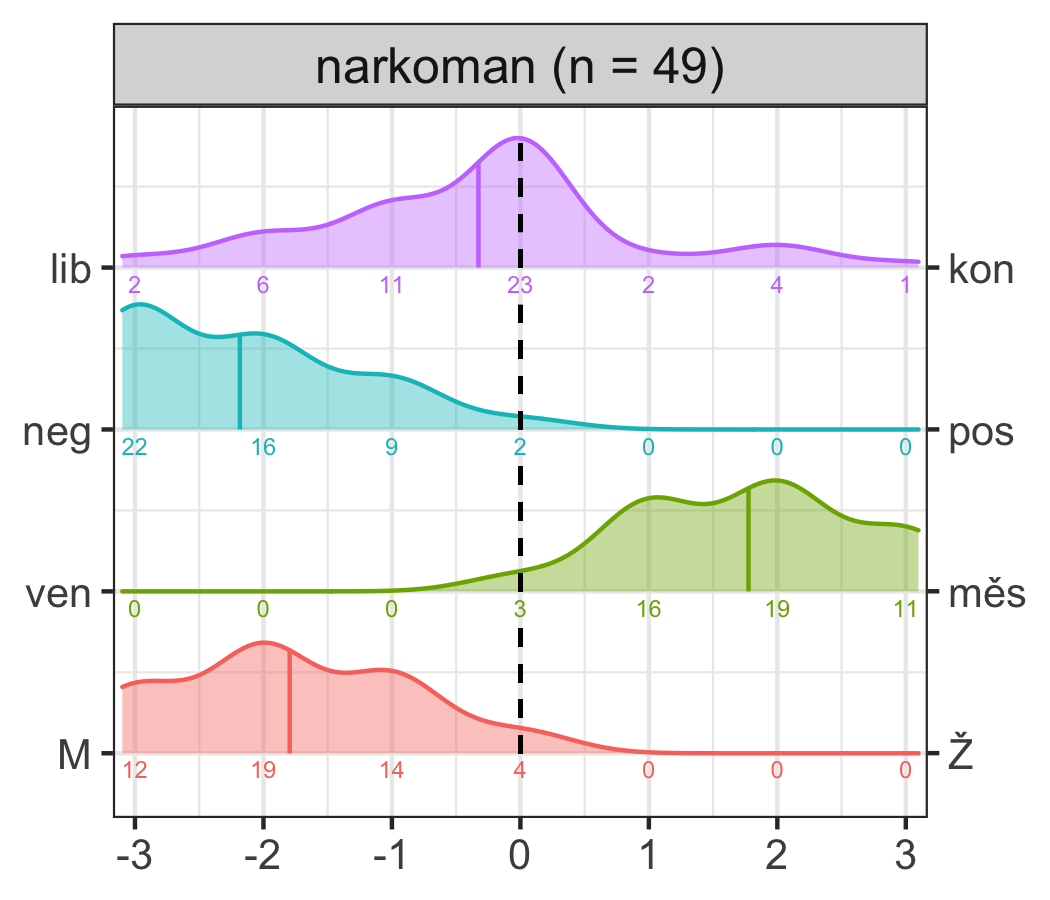 narkoman (n = 49)
lib kon
2 6 11 23 2 4 1
neg pos
22 16 9 2 0 0 0
ven měs
0 0 0 3 16 19 11
M Ž
12 19 14 4 0 0 0
-3 -2 -1 0 1 2 3